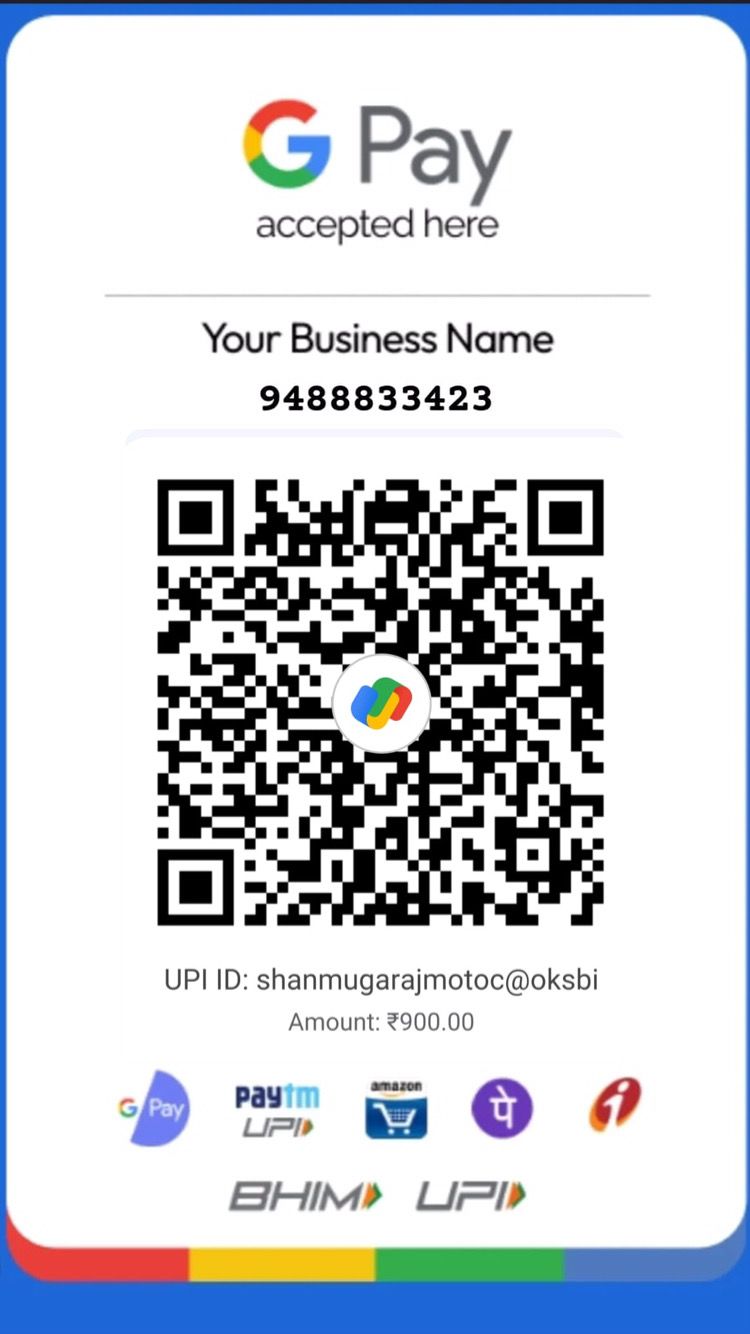 G Pay
accepted here
Your Business Name
9488833423
UPI ID: shanmugarajmotoc@oksbi
Amount: ₹900.00
G Pay paytm UPI amazon पे i
BHIM UPI